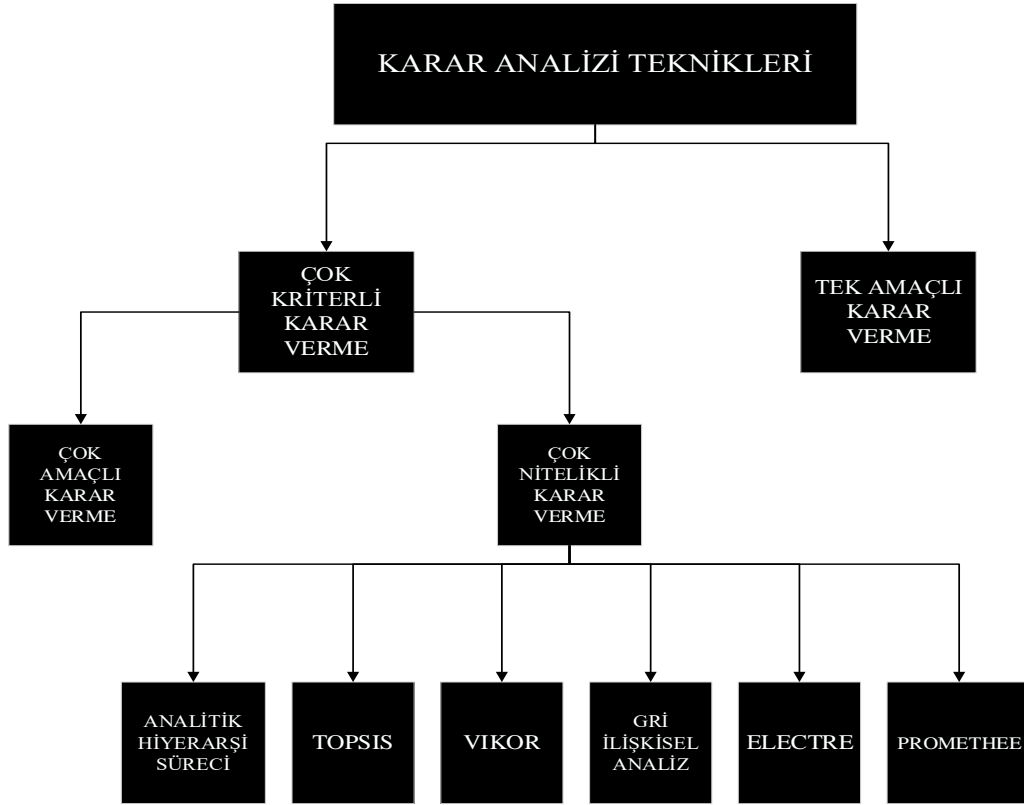 KARAR ANALİZİ TEKNİKLERİ
ÇOK
KRİTERLİ
KARAR
VERME
TEK AMAÇLI
KARAR
VERME
ÇOK
AMAÇLI
KARAR
VERME
ÇOK
NİTELİKLİ
KARAR
VERME
ANALİTİK
HİYERARŞİ
SÜRECİ
TOPSIS
VIKOR
GRİ
İLİŞKİSEL
ANALİZ
ELECTRE
PROMETHEE